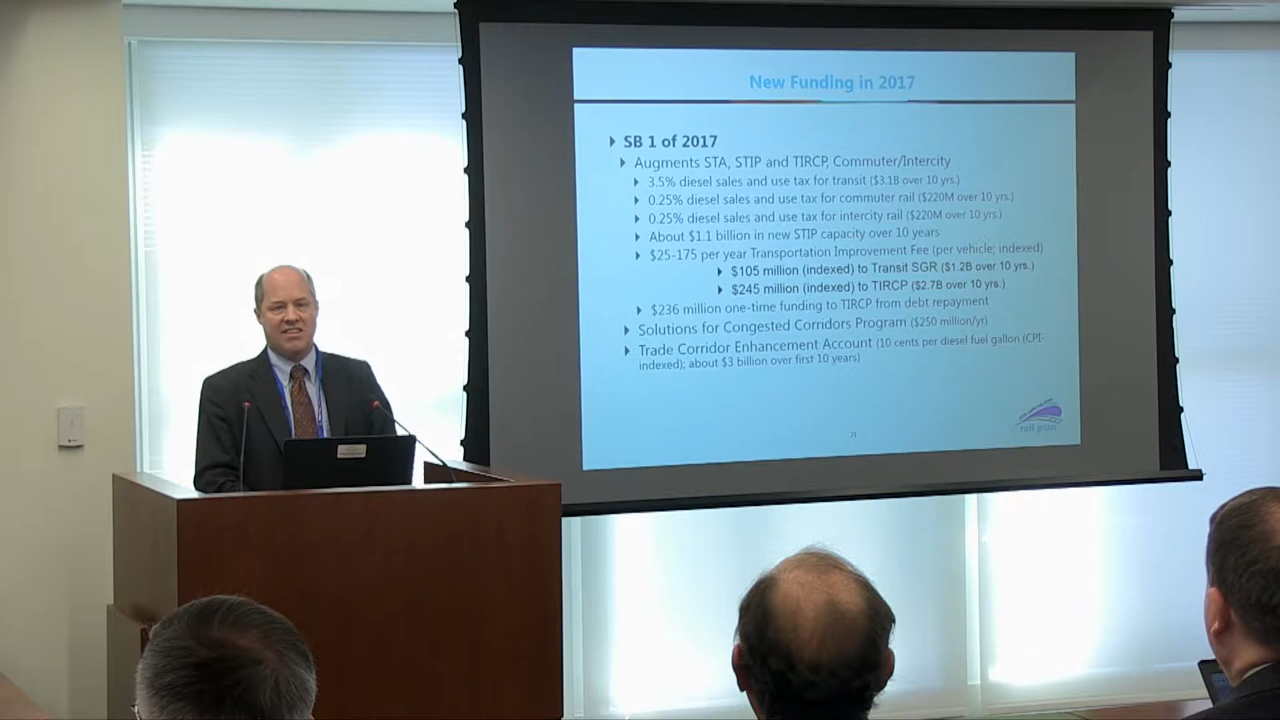 New Funding in 2017
SB 1 of 2017
Augments STA, STIP and TIRCP, Commuter/Intercity
3.5% diesel sales and use tax for transit ($3.1B over 10 yrs.)
0.25% diesel sales and use tax for commuter rail ($220M over 10 yrs.)
0.25% diesel sales and use tax for intercity rail ($220M over 10 yrs.)
About $1.1 billion in new STIP capacity over 10 years
$25-175 per year Transportation Improvement Fee (per vehicle; indexed)
$105 million (indexed) to Transit SGR ($1.2B over 10 yrs.)
$245 million (indexed) to TIRCP ($2.7B over 10 yrs.)
$236 million one-time funding to TIRCP from debt repayment
Solutions for Congested Corridors Program ($250 million/yr)
Trade Corridor Enhancement Account (10 cents per diesel fuel gallon (CPI-
indexed); about $3 billion over first 10 years)
rail plan
21